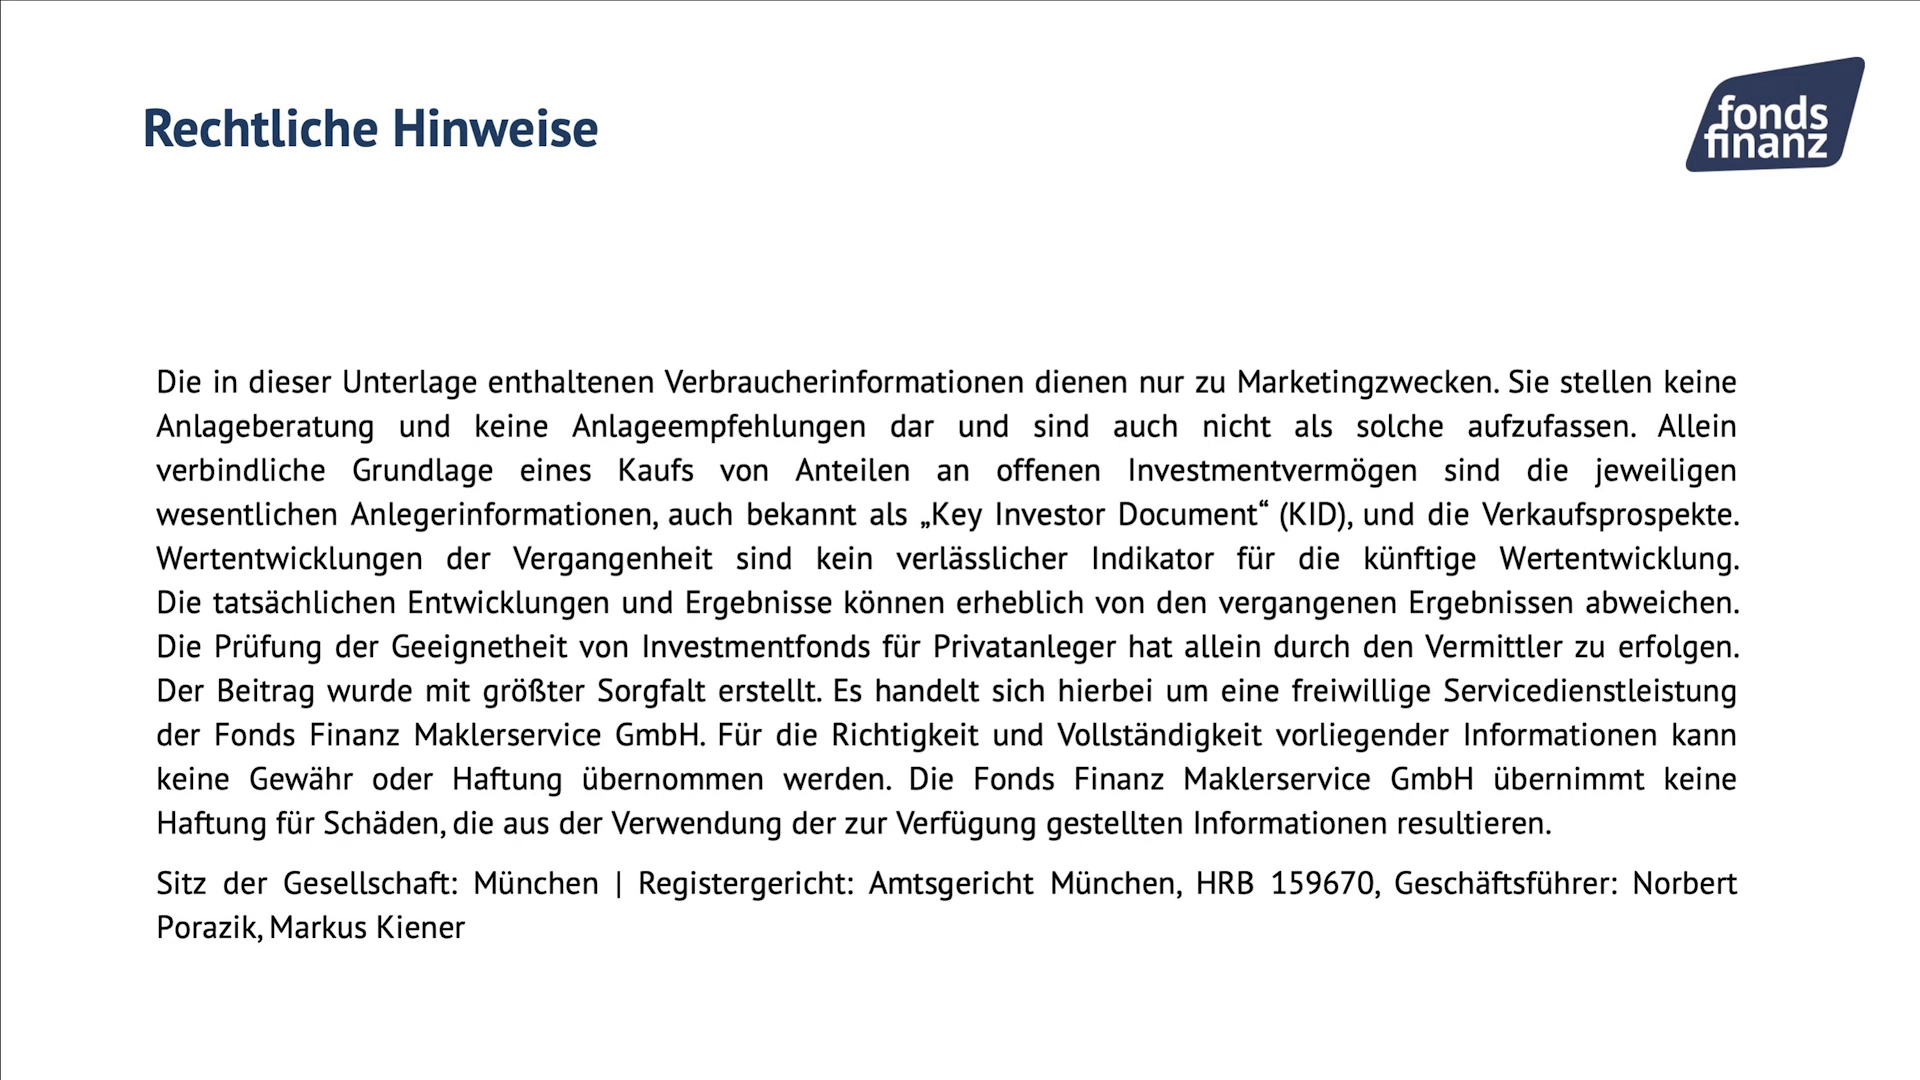 Rechtliche Hinweise
fonds
finanz
Die in dieser Unterlage enthaltenen Verbraucherinformationen dienen nur zu Marketingzwecken. Sie stellen keine
Anlageberatung und keine Anlageempfehlungen dar und sind auch nicht als solche aufzufassen. Allein
verbindliche Grundlage eines Kaufs von Anteilen an offenen Investmentvermögen sind die jeweiligen
wesentlichen Anlegerinformationen, auch bekannt als „Key Investor Document“ (KID), und die Verkaufsprospekte.
Wertentwicklungen der Vergangenheit sind kein verlässlicher Indikator für die künftige Wertentwicklung.
Die tatsächlichen Entwicklungen und Ergebnisse können erheblich von den vergangenen Ergebnissen abweichen.
Die Prüfung der Geeignetheit von Investmentfonds für Privatanleger hat allein durch den Vermittler zu erfolgen.
Der Beitrag wurde mit größter Sorgfalt erstellt. Es handelt sich hierbei um eine freiwillige Servicedienstleistung
der Fonds Finanz Maklerservice GmbH. Für die Richtigkeit und Vollständigkeit vorliegender Informationen kann
keine Gewähr oder Haftung übernommen werden. Die Fonds Finanz Maklerservice GmbH übernimmt keine
Haftung für Schäden, die aus der Verwendung der zur Verfügung gestellten Informationen resultieren.
Sitz der Gesellschaft: München | Registergericht: Amtsgericht München, HRB 159670, Geschäftsführer: Norbert
Porazik, Markus Kiener